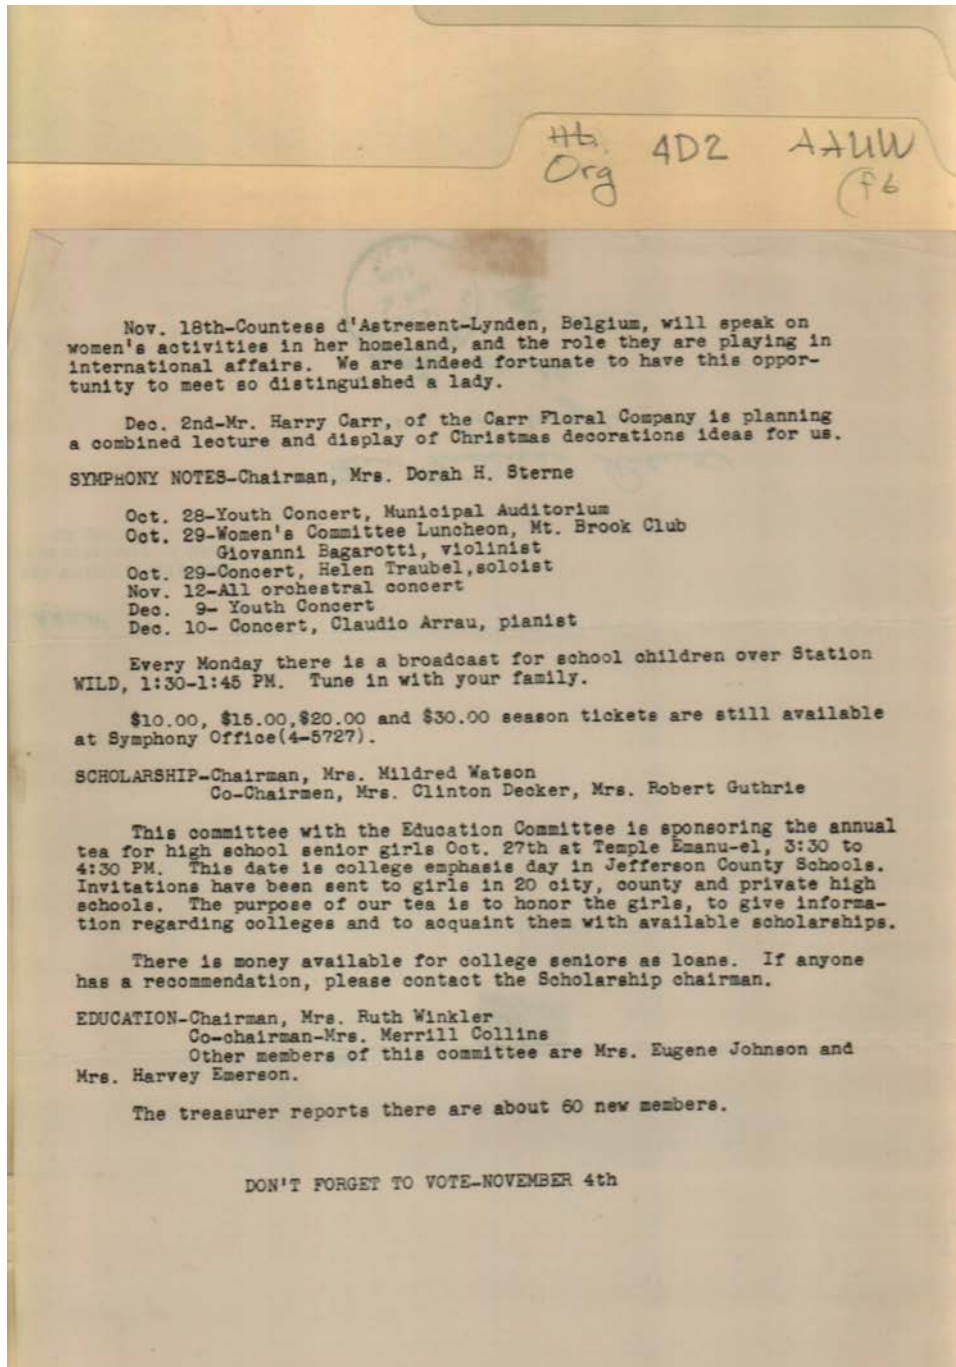 Hb. 4D2 AAUW
Org (f6
Nov. 18th-Countess d'Astrement-Lynden, Belgium, will speak on
women's activities in her homeland, and the role they are playing in
international affairs. We are indeed fortunate to have this oppor-
tunity to meet so distinguished a lady.
Dec. 2nd-Mr. Harry Carr, of the Carr Floral Company is planning
a combined lecture and display of Christmas decorations ideas for us.
SYMPHONY NOTES-Chairman, Mrs. Dorah H. Sterne
Oct. 28-Youth Concert, Municipal Auditorium
Oct. 29-Women's Committee Luncheon, Mt. Brook Club
Giovanni Bagarotti, violinist
Oct. 29-Concert, Helen Traubel,soloist
Nov. 12-All orchestral concert
Dec. 9- Youth Concert
Dec. 10- Concert, Claudio Arrau, pianist
Every Monday there is a broadcast for school children over Station
WILD, 1:30-1:45 PM. Tune in with your family.
$10.00, $15.00,$20.00 and $30.00 season tickets are still available
at Symphony Office(4-5727).
SCHOLARSHIP-Chairman, Mrs. Mildred Watson
Co-Chairmen, Mrs. Clinton Decker, Mrs. Robert Guthrie
This committee with the Education Committee is sponsoring the annual
tea for high school senior girls Oct. 27th at Temple Emanu-el, 3:30 to
4:30 PM. This date is college emphasis day in Jefferson County Schools.
Invitations have been sent to girls in 20 city, county and private high
schools. The purpose of our tea is to honor the girls, to give informa-
tion regarding colleges and to acquaint them with available scholarships.
There is money available for college seniors as loans. If anyone
has a recommendation, please contact the Scholarship chairman.
EDUCATION-Chairman, Mrs. Ruth Winkler
Co-chairman-Mrs. Merrill Collins
Other members of this committee are Mrs. Eugene Johnson and
Mrs. Harvey Emerson.
The treasurer reports there are about 60 new members.
DON'T FORGET TO VOTE-NOVEMBER 4th